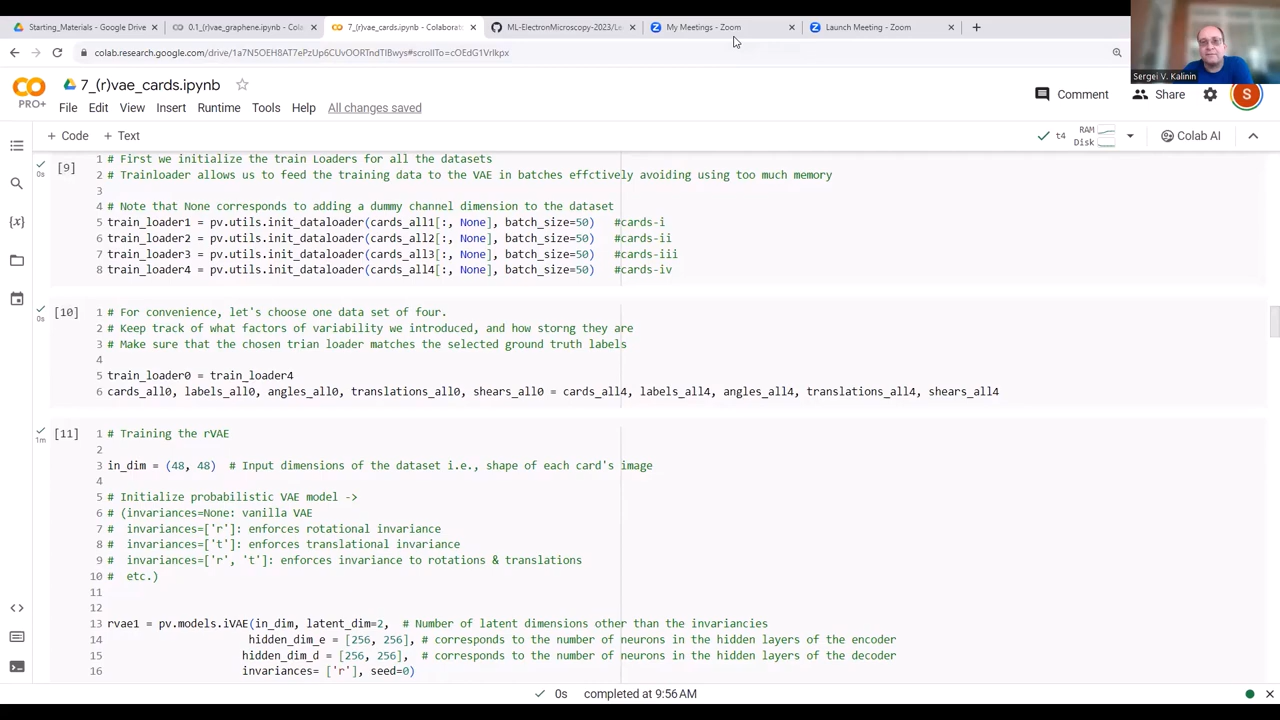 Starting_Materials - Google Drive
0.1_vae_graphene.ipynb - Cola
7_(r)vae_cards.ipynb - Colaborat
ML-ElectronMicroscopy-2023/Le
My Meetings - Zoom
Launch Meeting - Zoom
colab.research.google.com/drive/1a7N5OEH8AT7ePzUp6CUvOORTndTlBwys#scrollTo=cOEdG1Vrlkpx
Sergei V. Kalinin
PRO+
7_(r)vae_cards.ipynb
File Edit View Insert Runtime Tools Help All changes saved
Comment Share S
+ Code + Text
t4 RAM Disk Colab AI
[9] 0s
1 # First we initialize the train Loaders for all the datasets
2 # Trainloader allows us to feed the training data to the VAE in batches effctively avoiding using too much memory
3
4 # Note that None corresponds to adding a dummy channel dimension to the dataset
5 train_loader1 = pv.utils.init_dataloader(cards_all1[:, None], batch_size=50) #cards-i
6 train_loader2 = pv.utils.init_dataloader(cards_all2[:, None], batch_size=50) #cards-ii
7 train_loader3 = pv.utils.init_dataloader(cards_all3[:, None], batch_size=50) #cards-iii
8 train_loader4 = pv.utils.init_dataloader(cards_all4[:, None], batch_size=50) #cards-iv
[10] 0s
1 # For convenience, let's choose one data set of four.
2 # Keep track of what factors of variability we introduced, and how storng they are
3 # Make sure that the chosen trian loader matches the selected ground truth labels
4
5 train_loader0 = train_loader4
6 cards_all0, labels_all0, angles_all0, translations_all0, shears_all0 = cards_all4, labels_all4, angles_all4, translations_all4, shears_all4
[11] 1m
1 # Training the rVAE
2
3 in_dim = (48, 48) # Input dimensions of the dataset i.e., shape of each card's image
4
5 # Initialize probabilistic VAE model ->
6 # (invariances=None: vanilla VAE
7 # invariances=['r']: enforces rotational invariance
8 # invariances=['t']: enforces translational invariance
9 # invariances=['r', 't']: enforces invariance to rotations & translations
10 # etc.)
11
12
13 rvae1 = pv.models.iVAE(in_dim, latent_dim=2, # Number of latent dimensions other than the invariancies
14 hidden_dim_e = [256, 256], # corresponds to the number of neurons in the hidden layers of the encoder
15 hidden_dim_d = [256, 256], # corresponds to the number of neurons in the hidden layers of the decoder
16 invariances= ['r'], seed=0)
0s completed at 9:56 AM